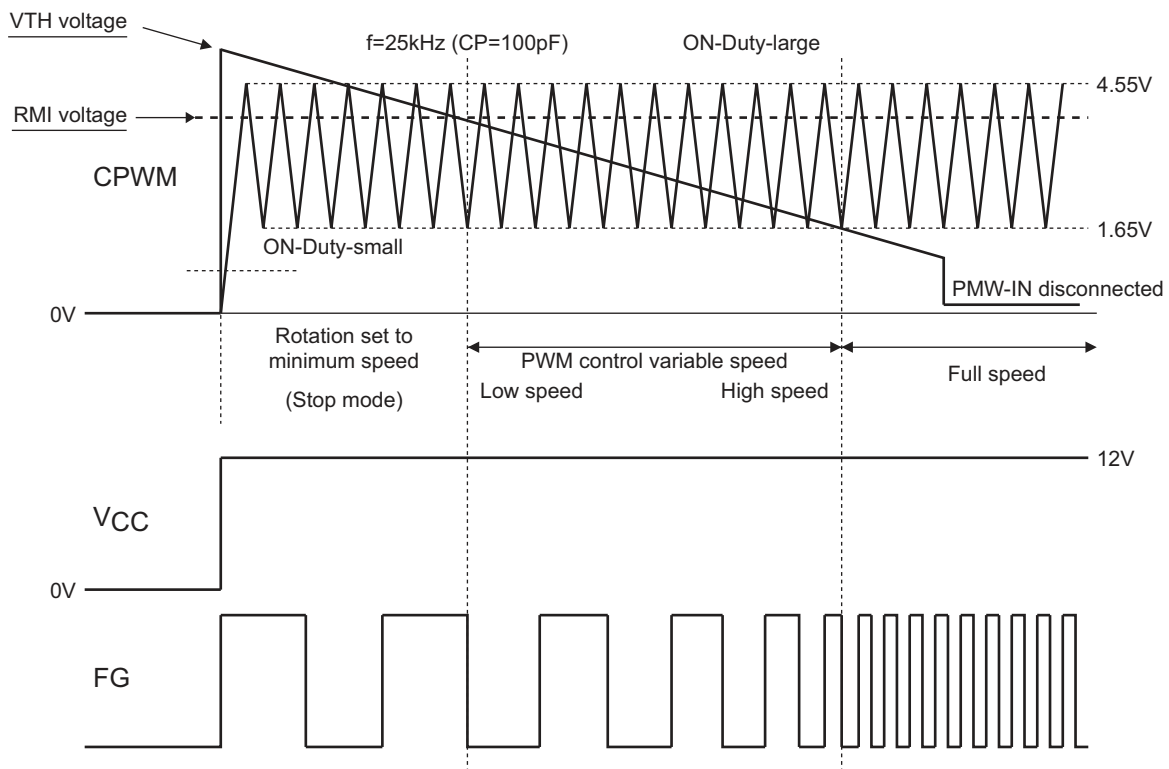 VTH voltage
f=25kHz (CP=100pF)
ON-Duty-large
4.55V
RMI voltage
CPWM
1.65V
ON-Duty-small
PMW-IN disconnected
0V
Rotation set to
minimum speed
(Stop mode)
PWM control variable speed
Low speed
High speed
Full speed
12V
VCC
0V
FG